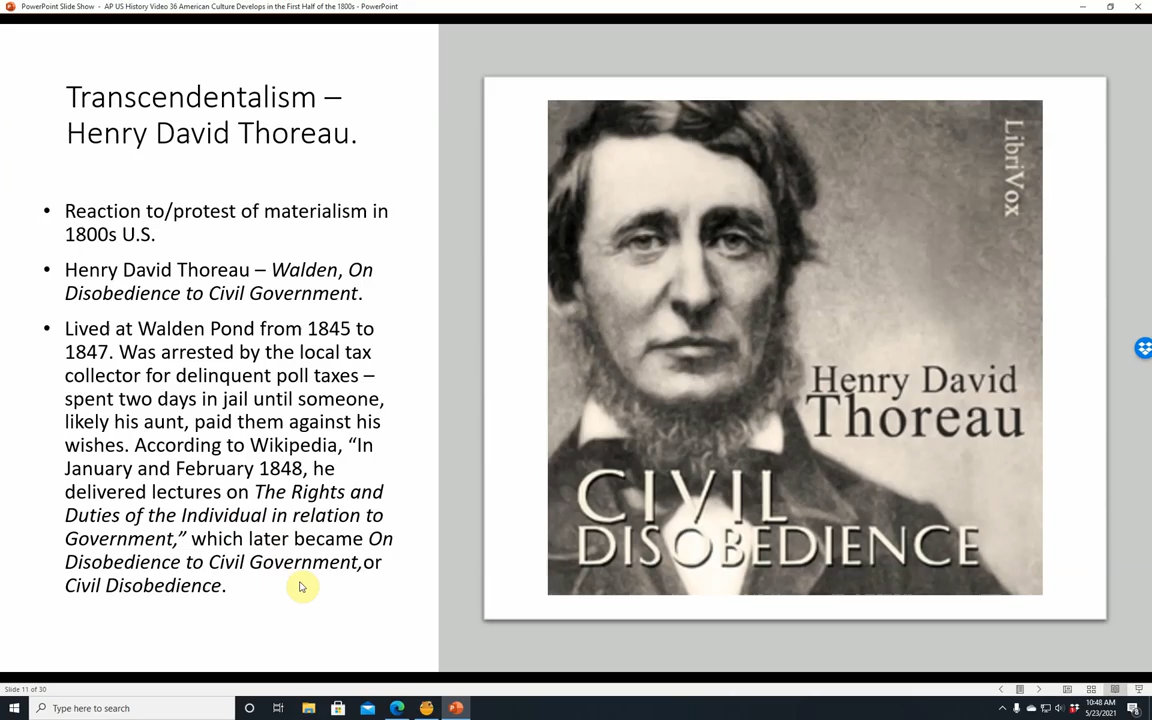 PowerPoint Slide Show - AP US History Video 36 American Culture Develops in the First Half of the 1800s - PowerPoint
Transcendentalism –
Henry David Thoreau.
• Reaction to/protest of materialism in
1800s U.S.
• Henry David Thoreau – Walden, On
Disobedience to Civil Government.
• Lived at Walden Pond from 1845 to
1847. Was arrested by the local tax
collector for delinquent poll taxes –
spent two days in jail until someone,
likely his aunt, paid them against his
wishes. According to Wikipedia, “In
January and February 1848, he
delivered lectures on The Rights and
Duties of the Individual in relation to
Government,” which later became On
Disobedience to Civil Government,or
Civil Disobedience.
LibriVox
Henry David
Thoreau
CIVIL
DISOBEDIENCE
Slide 11 of 30
Type here to search
10:48 AM
5/23/2021